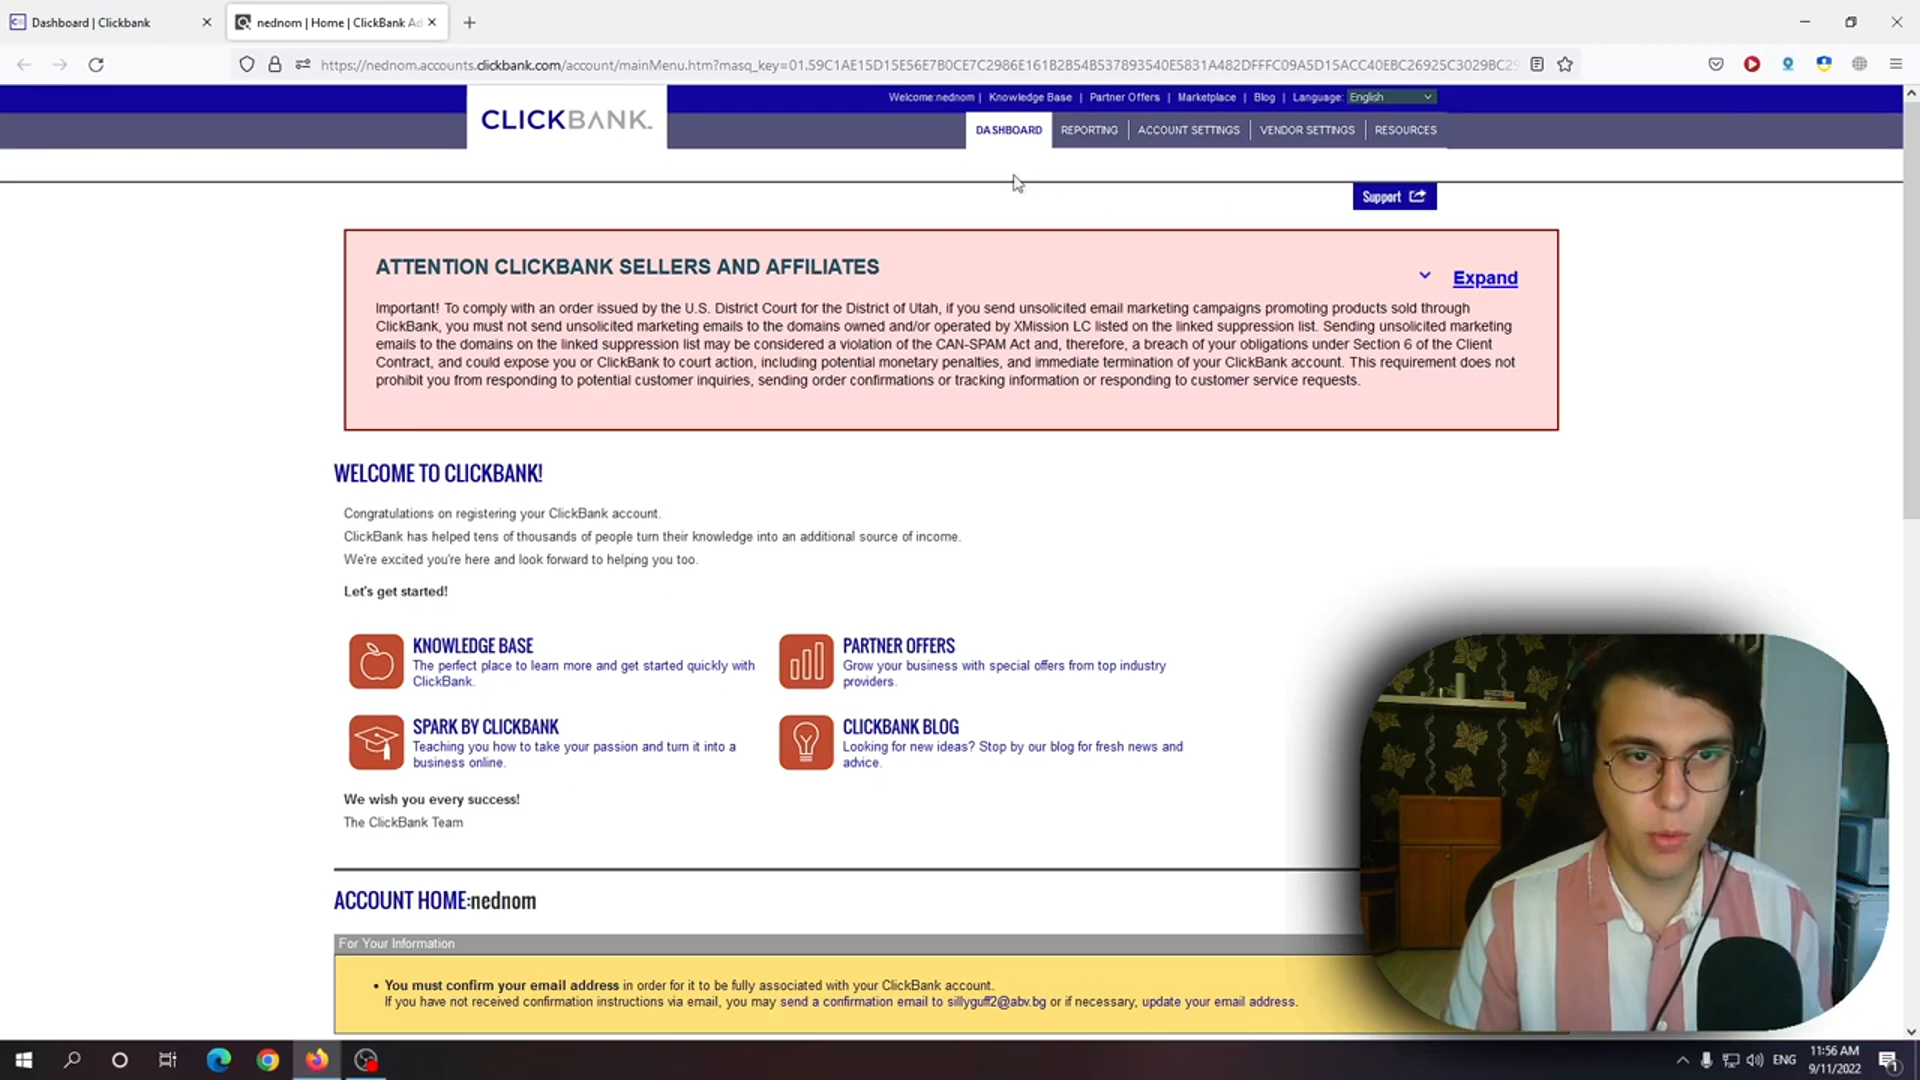 Dashboard | Clickbank
nednom | Home | ClickBank Ad
https://nednom.accounts.clickbank.com/account/mainMenu.htm?masq_key=01.59C1AE15D15E56E7B0CE7C2986E161B2B54B537893540E5831A482DFFFC09A5D15ACC40EBC26925C3029BC29
Welcome:nednom | Knowledge Base | Partner Offers | Marketplace | Blog | Language: English
CLICKBANK.
DASHBOARD REPORTING ACCOUNT SETTINGS VENDOR SETTINGS RESOURCES
Support
ATTENTION CLICKBANK SELLERS AND AFFILIATES
Expand
Important! To comply with an order issued by the U.S. District Court for the District of Utah, if you send unsolicited email marketing campaigns promoting products sold through
ClickBank, you must not send unsolicited marketing emails to the domains owned and/or operated by XMission LC listed on the linked suppression list. Sending unsolicited marketing
emails to the domains on the linked suppression list may be considered a violation of the CAN-SPAM Act and, therefore, a breach of your obligations under Section 6 of the Client
Contract, and could expose you or ClickBank to court action, including potential monetary penalties, and immediate termination of your ClickBank account. This requirement does not
prohibit you from responding to potential customer inquiries, sending order confirmations or tracking information or responding to customer service requests.
WELCOME TO CLICKBANK!
Congratulations on registering your ClickBank account.
ClickBank has helped tens of thousands of people turn their knowledge into an additional source of income.
We're excited you're here and look forward to helping you too.
Let's get started!
KNOWLEDGE BASE
The perfect place to learn more and get started quickly with
ClickBank.
PARTNER OFFERS
Grow your business with special offers from top industry
providers.
SPARK BY CLICKBANK
Teaching you how to take your passion and turn it into a
business online.
CLICKBANK BLOG
Looking for new ideas? Stop by our blog for fresh news and
advice.
We wish you every success!
The ClickBank Team
ACCOUNT HOME:nednom
For Your Information
• You must confirm your email address in order for it to be fully associated with your ClickBank account.
If you have not received confirmation instructions via email, you may send a confirmation email to sillyguff2@abv.bg or if necessary, update your email address.
ENG
11:56 AM
9/11/2022
1